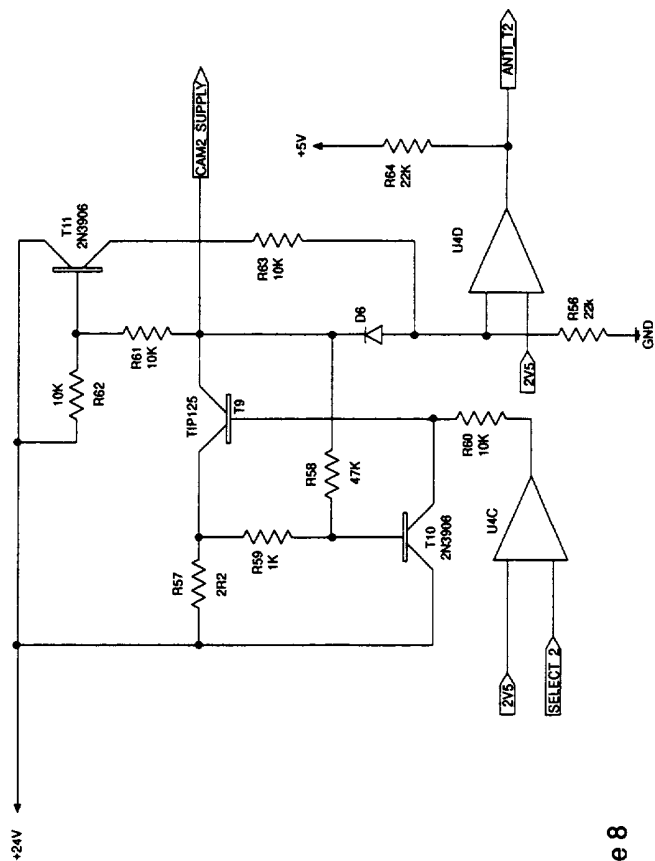 +24V
T11
2N3906
10K
R62
R61
10K
CAM2_SUPPLY
R63
10K
TIP125
T9
R57
2R2
R59
1K
R58
47K
D6
T10
2N3906
R60
10K
U4C
2V5
SELECT_2
+5V
R64
22K
U4D
ANTI_T2
2V5
R56
22k
GND
e 8